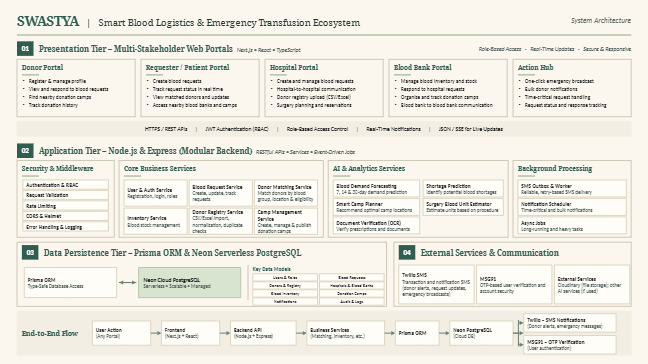 SWASTYA | Smart Blood Logistics & Emergency Transfusion Ecosystem
System Architecture
01 Presentation Tier – Multi-Stakeholder Web Portals Next.js + React + TypeScript
Role-Based Access · Real-Time Updates · Secure & Responsive
Donor Portal
• Register & manage profile
• View and respond to blood requests
• Find nearby donation camps
• Track donation history
Requester / Patient Portal
• Create blood requests
• Track request status in real time
• View matched donors and updates
• Access nearby blood banks and camps
Hospital Portal
• Create and manage blood requests
• Hospital-to-hospital communication
• Donor registry upload (CSV/Excel)
• Surgery planning and reservations
Blood Bank Portal
• Manage blood inventory and stock
• Respond to hospital requests
• Organize and track donation camps
• Blood bank to blood bank communication
Action Hub
• One-click emergency broadcast
• Bulk donor notifications
• Time-critical request handling
• Request status and response tracking
HTTPS / REST APIs | JWT Authentication (RBAC) | Role-Based Access Control | Real-Time Notifications | JSON / SSE for Live Updates
02 Application Tier – Node.js & Express (Modular Backend) RESTful APIs + Services + Event-Driven Jobs
Security & Middleware
Authentication & RBAC
Request Validation
Rate Limiting
CORS & Helmet
Error Handling & Logging
Core Business Services
User & Auth Service
Registration, login, roles
Blood Request
Service
Create, update, track
requests
Donor Matching Service
Match donors by blood
group, location & eligibility
Inventory Service
Blood stock management
Donor Registry Service
CSV/Excel import,
normalization, duplicate
checks
Camp Management
Service
Create, manage & publish
donation camps
AI & Analytics Services
Blood Demand Forecasting
7, 14 & 30-day demand prediction
Shortage Prediction
Identify potential blood shortages
Smart Camp Planner
Recommend optimal camp locations
Surgery Blood Unit Estimator
Estimate units based on procedure
Document Verification (OCR)
Verify prescriptions and documents
Background Processing
SMS Outbox & Worker
Reliable, retry-based SMS delivery
Notification Scheduler
Time-critical and bulk notifications
Async Jobs
Long-running and heavy tasks
03 Data Persistence Tier – Prisma ORM & Neon Serverless PostgreSQL
Prisma ORM
Type-Safe Database Access
Neon Cloud PostgreSQL
Serverless • Scalable • Managed
Key Data Models
Users & Roles
Blood Requests
Donors & Registry
Hospitals & Blood Banks
Blood Inventory
Donation Camps
Notifications
Audit & Logs
04 External Services & Communication
Twilio SMS
Transaction and notification SMS
(donor alerts, request updates,
emergency broadcasts)
MSG91
OTP-based user verification and
account security
External Services
Cloudinary (file storage); other
AI services (if used)
End-to-End Flow
User Action
(Any Portal)
Frontend
(Next.js + React)
Backend API
(Node.js + Express)
Business Services
(Matching, Inventory, etc.)
Prisma ORM
Neon PostgreSQL
(Cloud DB)
Twilio – SMS Notifications
(Donor alerts, emergency messages)
MSG91 – OTP Verification
(User authentication)